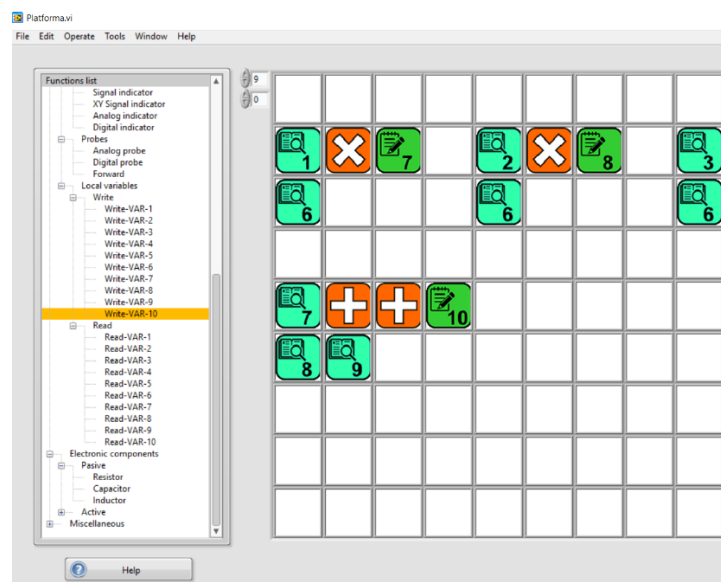 Platforma.vi
File Edit Operate Tools Window Help
Functions list
Signal indicator
XY Signal indicator
Analog indicator
Digital indicator
Probes
Analog probe
Digital probe
Forward
Local variables
Write
Write-VAR-1
Write-VAR-2
Write-VAR-3
Write-VAR-4
Write-VAR-5
Write-VAR-6
Write-VAR-7
Write-VAR-8
Write-VAR-9
Write-VAR-10
Read
Read-VAR-1
Read-VAR-2
Read-VAR-3
Read-VAR-4
Read-VAR-5
Read-VAR-6
Read-VAR-7
Read-VAR-8
Read-VAR-9
Read-VAR-10
Electronic components
Pasive
Resistor
Capacitor
Inductor
Active
Miscellaneous
Help
9
0
1 7 2 8 3
6 6 6
7 10
8 9